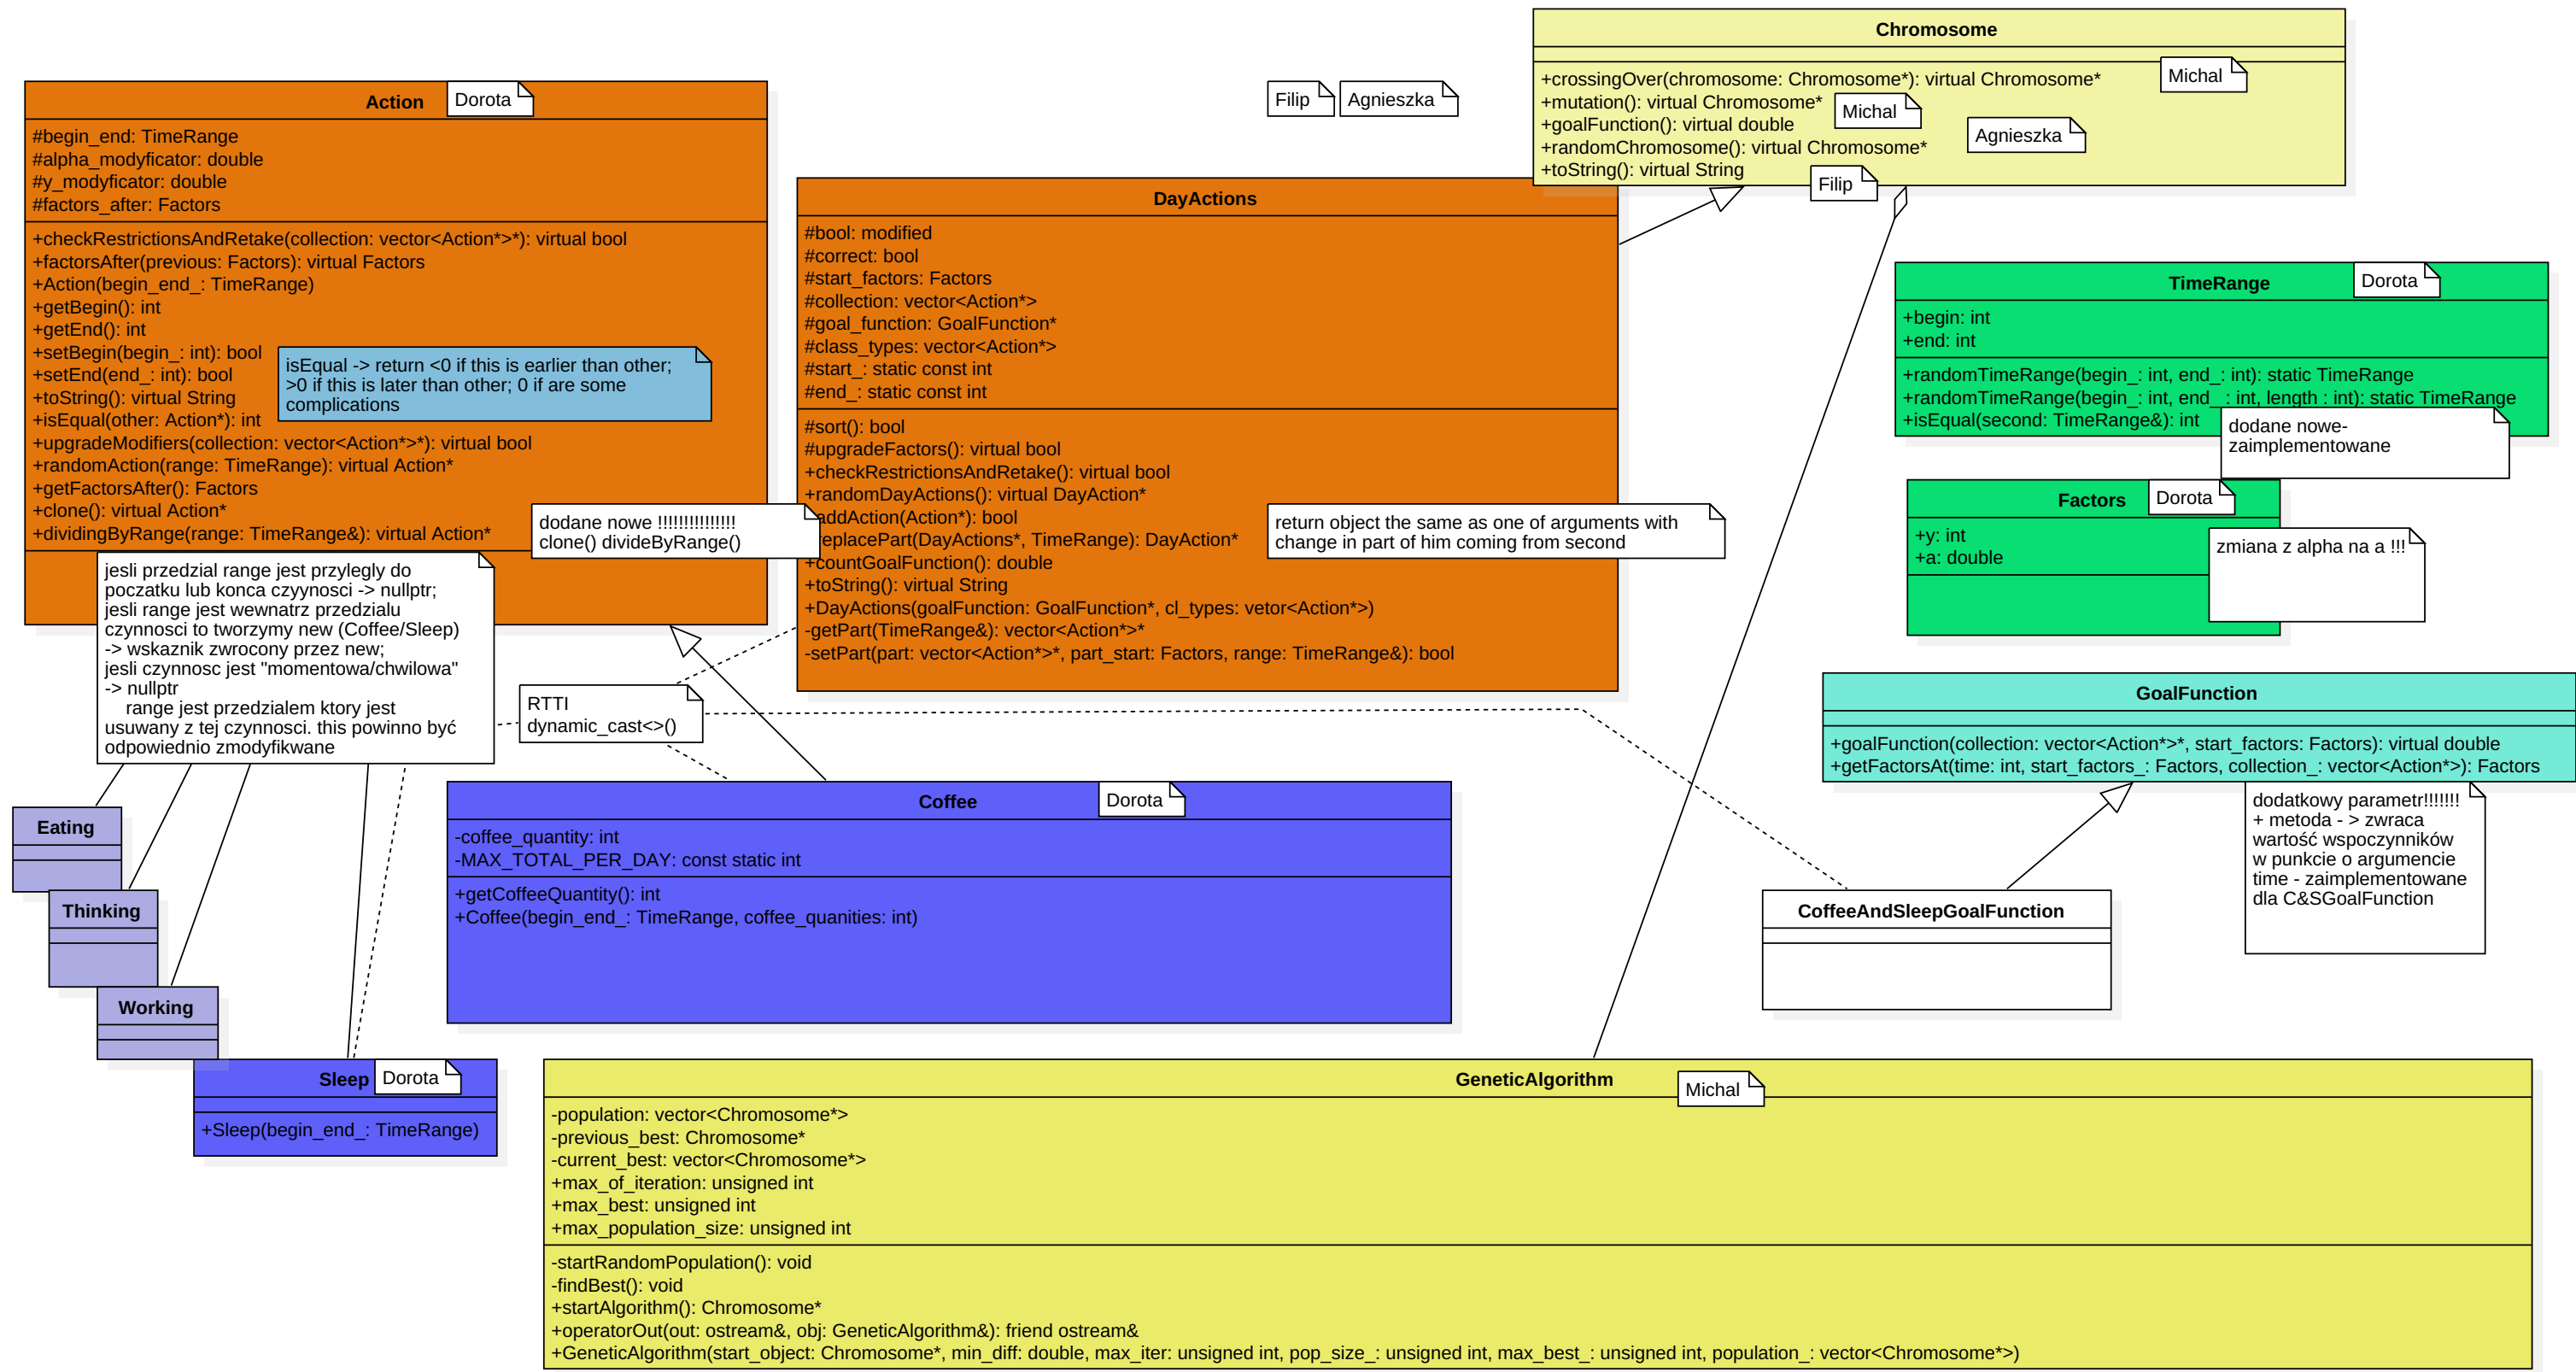 Chromosome
+crossingOver(chromosome: Chromosome*): virtual Chromosome*
+mutation(): virtual Chromosome*
+goalFunction(): virtual double
+randomChromosome(): virtual Chromosome*
+toString(): virtual String
Michal
Michal
Agnieszka
Filip
Filip
Agnieszka
Action
Dorota
#begin_end: TimeRange
#alpha_modyficator: double
#y_modyficator: double
#factors_after: Factors
+checkRestrictionsAndRetake(collection: vector<Action*>*): virtual bool
+factorsAfter(previous: Factors): virtual Factors
+Action(begin_end_: TimeRange)
+getBegin(): int
+getEnd(): int
+setBegin(begin_: int): bool
+setEnd(end_: int): bool
+toString(): virtual String
+isEqual(other: Action*): int
+upgradeModifiers(collection: vector<Action*>*): virtual bool
+randomAction(range: TimeRange): virtual Action*
+getFactorsAfter(): Factors
+clone(): virtual Action*
+dividingByRange(range: TimeRange&): virtual Action*
isEqual -> return <0 if this is earlier than other;
>0 if this is later than other; 0 if are some
complications
dodane nowe !!!!!!!!!!!!!!!
clone() divideByRange()
jesli przedzial range jest przylegly do
poczatku lub konca czyynosci -> nullptr;
jesli range jest wewnatrz przedzialu
czynnosci to tworzymy new (Coffee/Sleep)
-> wskaznik zwrocony przez new;
jesli czynnosc jest "momentowa/chwilowa"
-> nullptr
range jest przedzialem ktory jest
usuwany z tej czynnosci. this powinno być
odpowiednio zmodyfikwane
DayActions
#bool: modified
#correct: bool
#start_factors: Factors
#collection: vector<Action*>
#goal_function: GoalFunction*
#class_types: vector<Action*>
#start_: static const int
#end_: static const int
#sort(): bool
#upgradeFactors(): virtual bool
+checkRestrictionsAndRetake(): virtual bool
+randomDayActions(): virtual DayAction*
addAction(Action*): bool
eplacePart(DayActions*, TimeRange): DayAction*
+countGoalFunction(): double
+toString(): virtual String
+DayActions(goalFunction: GoalFunction*, cl_types: vetor<Action*>)
-getPart(TimeRange&): vector<Action*>*
-setPart(part: vector<Action*>*, part_start: Factors, range: TimeRange&): bool
return object the same as one of arguments with
change in part of him coming from second
TimeRange
Dorota
+begin: int
+end: int
+randomTimeRange(begin_: int, end_: int): static TimeRange
+randomTimeRange(begin_: int, end_ : int, length : int): static TimeRange
+isEqual(second: TimeRange&): int
dodane nowe-
zaimplementowane
Factors
Dorota
+y: int
+a: double
zmiana z alpha na a !!!
GoalFunction
+goalFunction(collection: vector<Action*>*, start_factors: Factors): virtual double
+getFactorsAt(time: int, start_factors_: Factors, collection_: vector<Action*>): Factors
dodatkowy parametr!!!!!!!
+ metoda - > zwraca
wartość wspoczynników
w punkcie o argumencie
time - zaimplementowane
dla C&SGoalFunction
CoffeeAndSleepGoalFunction
RTTI
dynamic_cast<>()
Coffee
Dorota
-coffee_quantity: int
-MAX_TOTAL_PER_DAY: const static int
+getCoffeeQuantity(): int
+Coffee(begin_end_: TimeRange, coffee_quanities: int)
Eating
Thinking
Working
Sleep
Dorota
+Sleep(begin_end_: TimeRange)
GeneticAlgorithm
Michal
-population: vector<Chromosome*>
-previous_best: Chromosome*
-current_best: vector<Chromosome*>
+max_of_iteration: unsigned int
+max_best: unsigned int
+max_population_size: unsigned int
-startRandomPopulation(): void
-findBest(): void
+startAlgorithm(): Chromosome*
+operatorOut(out: ostream&, obj: GeneticAlgorithm&): friend ostream&
+GeneticAlgorithm(start_object: Chromosome*, min_diff: double, max_iter: unsigned int, pop_size_: unsigned int, max_best_: unsigned int, population_: vector<Chromosome*>)